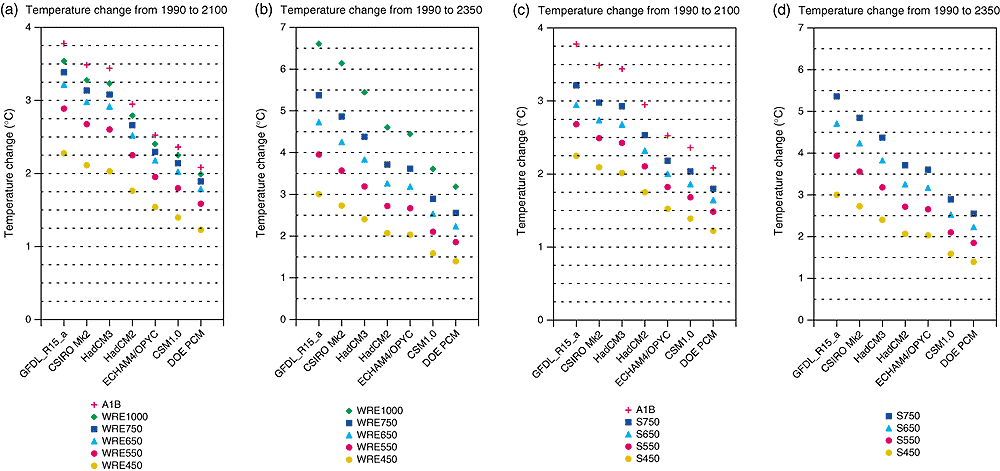 (a) Temperature change from 1990 to 2100
Temperature change (°C)
4
3
2
1
0
GFDL_R15_a
CSIRO Mk2
HadCM3
HadCM2
ECHAM4/OPYC
CSM1.0
DOE PCM
A1B
WRE1000
WRE750
WRE650
WRE550
WRE450
(b) Temperature change from 1990 to 2350
Temperature change (°C)
7
6
5
4
3
2
1
0
GFDL_R15_a
CSIRO Mk2
HadCM3
HadCM2
ECHAM4/OPYC
CSM1.0
DOE PCM
WRE1000
WRE750
WRE650
WRE550
WRE450
(c) Temperature change from 1990 to 2100
Temperature change (°C)
4
3
2
1
0
GFDL_R15_a
CSIRO Mk2
HadCM3
HadCM2
ECHAM4/OPYC
CSM1.0
DOE PCM
A1B
S750
S650
S550
S450
(d) Temperature change from 1990 to 2350
Temperature change (°C)
7
6
5
4
3
2
1
0
GFDL_R15_a
CSIRO Mk2
HadCM3
HadCM2
ECHAM4/OPYC
CSM1.0
DOE PCM
S750
S650
S550
S450